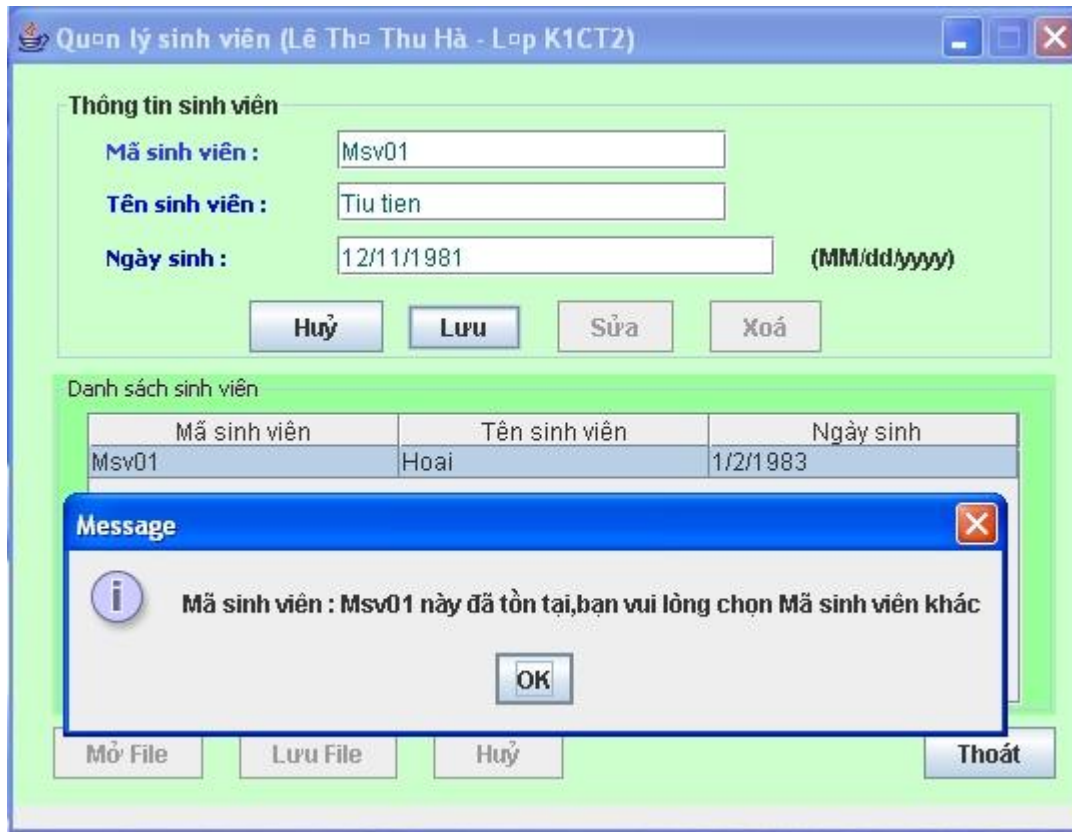 Qu¤n lý sinh viên (Lê Th¤ Thu Hà - L¤p K1CT2)
Thông tin sinh viên
Mã sinh viên : Msv01
Tên sinh viên : Tiu tien
Ngày sinh : 12/11/1981 (MM/dd/yyyy)
Huỷ Lưu Sửa Xoá
Danh sách sinh viên
Mã sinh viên Tên sinh viên Ngày sinh
Msv01 Hoai 1/2/1983
Message
Mã sinh viên : Msv01 này đã tồn tại,bạn vui lòng chọn Mã sinh viên khác
OK
Mở File Lưu File Huỷ Thoát